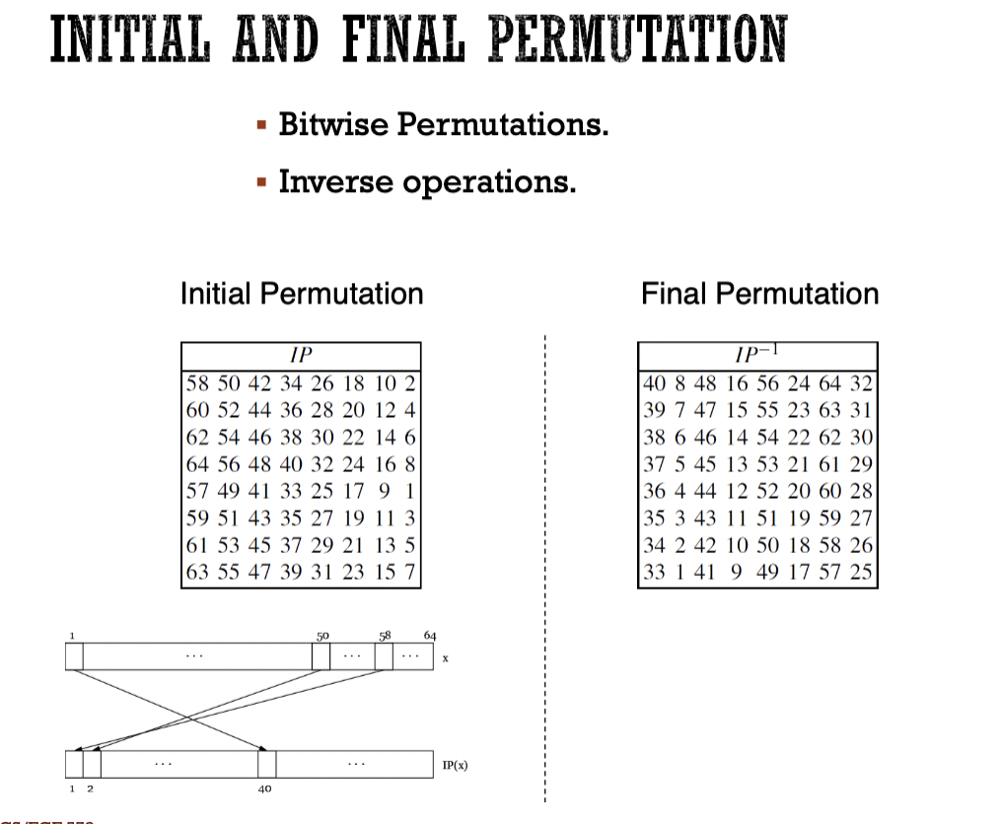 INITIAL AND FINAL PERMUTATION
▪ Bitwise Permutations.
▪ Inverse operations.
Initial Permutation
IP
58 50 42 34 26 18 10 2
60 52 44 36 28 20 12 4
62 54 46 38 30 22 14 6
64 56 48 40 32 24 16 8
57 49 41 33 25 17 9 1
59 51 43 35 27 19 11 3
61 53 45 37 29 21 13 5
63 55 47 39 31 23 15 7
1 50 58 64
... ... ... x
... ... IP(x)
1 2 40
Final Permutation
IP⁻¹
40 8 48 16 56 24 64 32
39 7 47 15 55 23 63 31
38 6 46 14 54 22 62 30
37 5 45 13 53 21 61 29
36 4 44 12 52 20 60 28
35 3 43 11 51 19 59 27
34 2 42 10 50 18 58 26
33 1 41 9 49 17 57 25